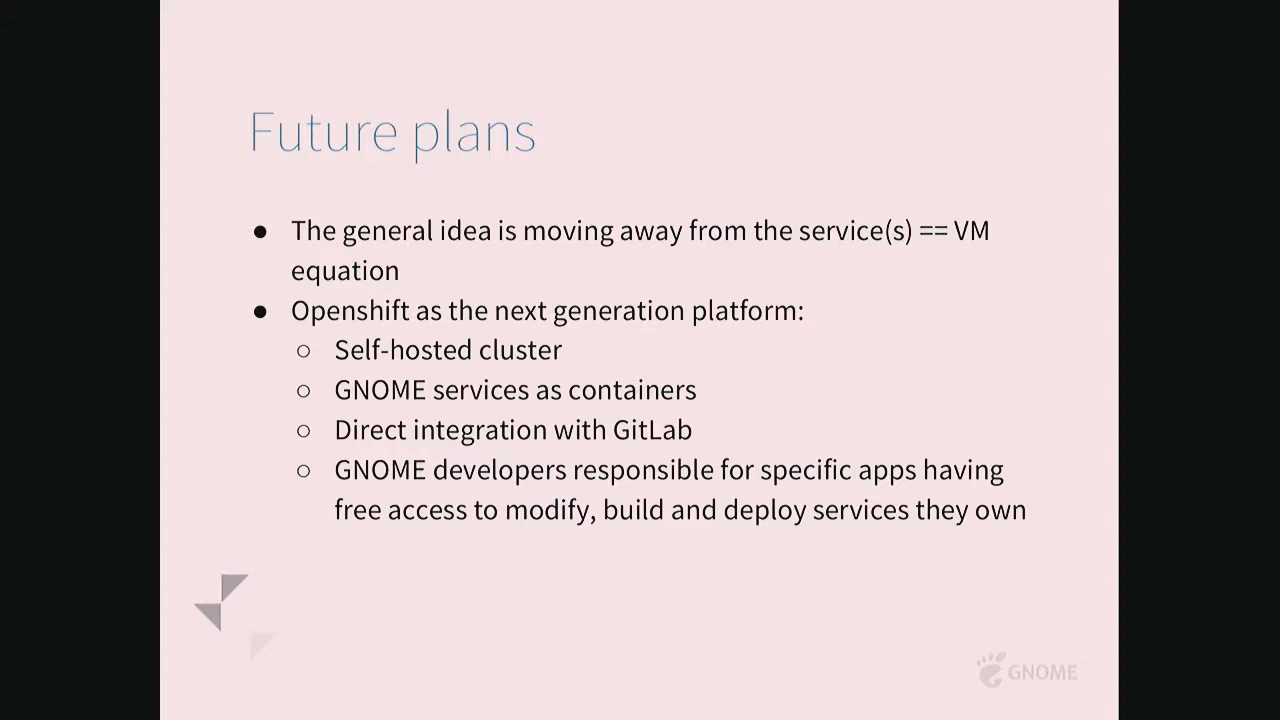 Future plans
● The general idea is moving away from the service(s) == VM
equation
● Openshift as the next generation platform:
○ Self-hosted cluster
○ GNOME services as containers
○ Direct integration with GitLab
○ GNOME developers responsible for specific apps having
free access to modify, build and deploy services they own
GNOME